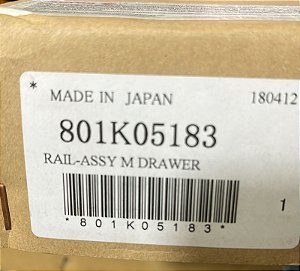 *
MADE IN JAPAN 180412
801K05183
RAIL-ASSY M DRAWER
1
*801K05183*